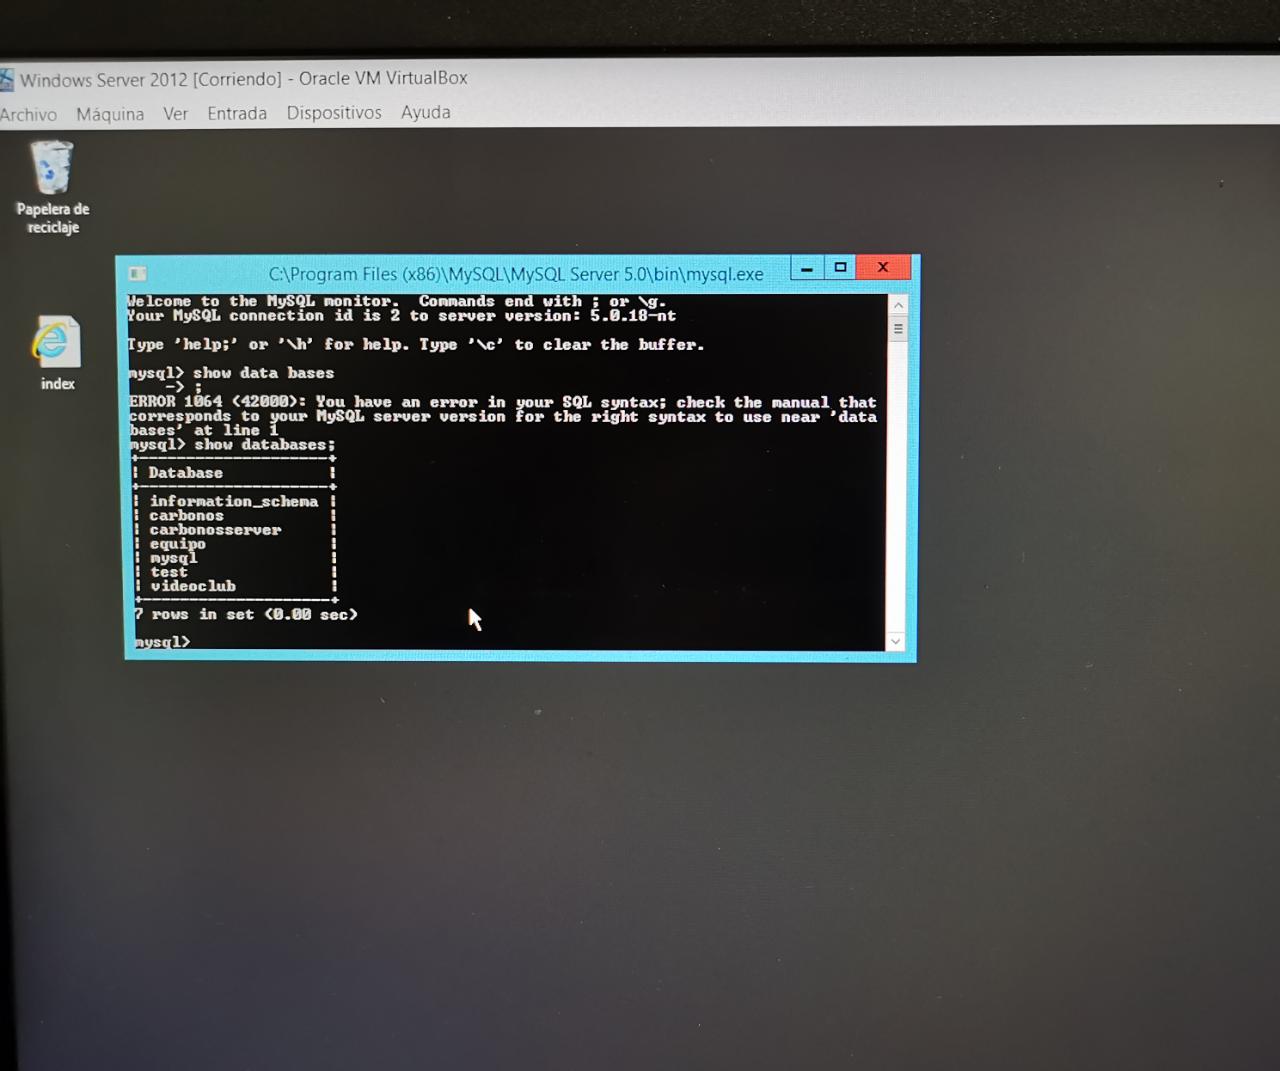 Windows Server 2012 [Corriendo] - Oracle VM VirtualBox
Archivo Máquina Ver Entrada Dispositivos Ayuda
Papelera de
reciclaje
index
C:\Program Files (x86)\MySQL\MySQL Server 5.0\bin\mysql.exe
Welcome to the MySQL monitor.  Commands end with ; or \g.
Your MySQL connection id is 2 to server version: 5.0.18-nt
Type 'help;' or '\h' for help. Type '\c' to clear the buffer.
mysql> show data bases
-> ;
ERROR 1064 (42000): You have an error in your SQL syntax; check the manual that
corresponds to your MySQL server version for the right syntax to use near 'data
bases' at line 1
mysql> show databases;
+--------------------+
| Database           |
+--------------------+
| information_schema |
| carbonos           |
| carbonosserver     |
| equipo             |
| mysql              |
| test               |
| videoclub          |
+--------------------+
7 rows in set (0.00 sec)
mysql>